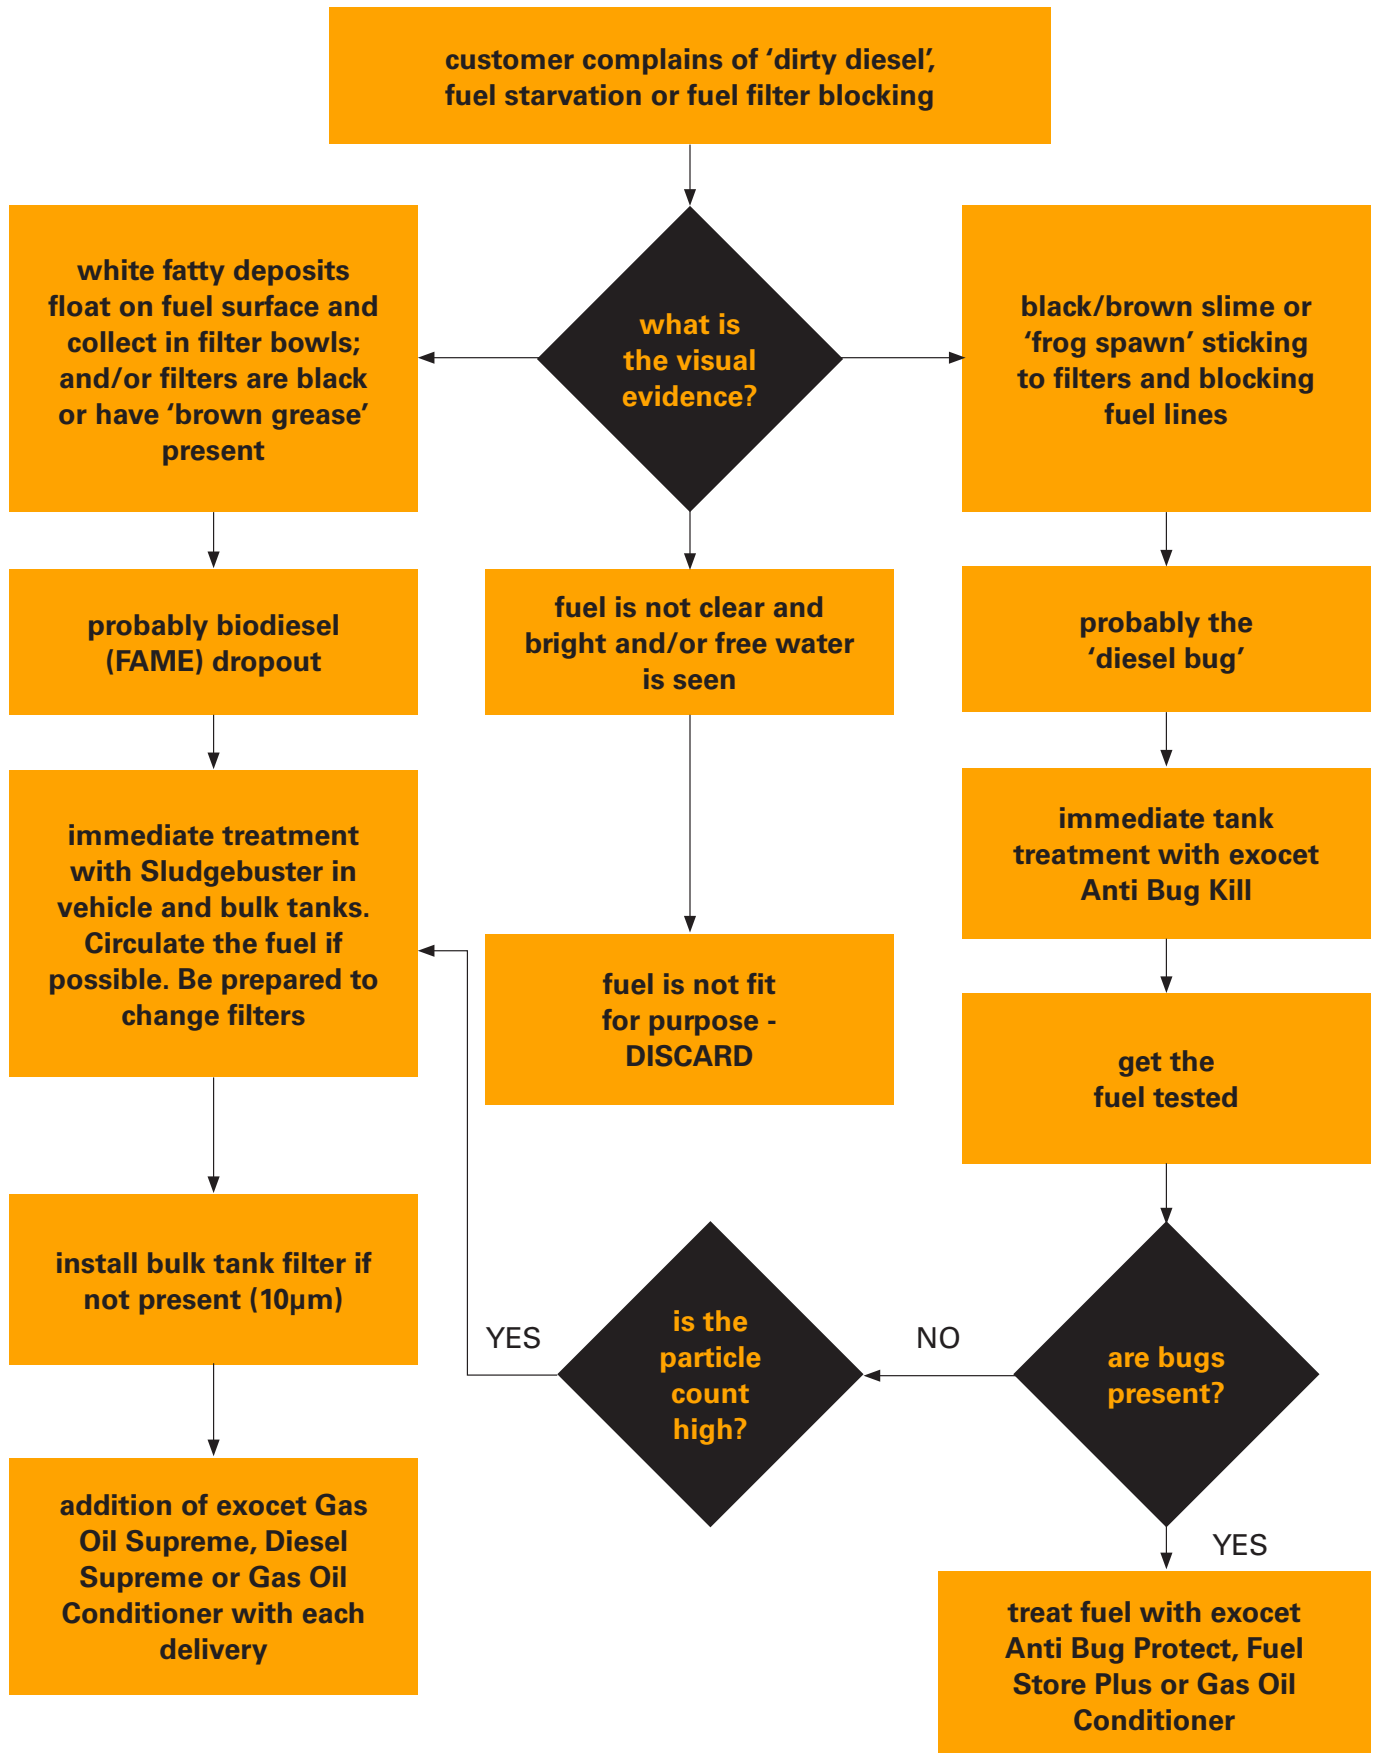 customer complains of ‘dirty diesel’,
fuel starvation or fuel filter blocking
what is
the visual
evidence?
white fatty deposits
float on fuel surface and
collect in filter bowls;
and/or filters are black
or have ‘brown grease’
present
black/brown slime or
‘frog spawn’ sticking
to filters and blocking
fuel lines
probably biodiesel
(FAME) dropout
fuel is not clear and
bright and/or free water
is seen
probably the
‘diesel bug’
immediate treatment
with Sludgebuster in
vehicle and bulk tanks.
Circulate the fuel if
possible. Be prepared to
change filters
fuel is not fit
for purpose -
DISCARD
immediate tank
treatment with exocet
Anti Bug Kill
get the
fuel tested
install bulk tank filter if
not present (10µm)
YES
is the
particle
count
high?
NO
are bugs
present?
YES
addition of exocet Gas
Oil Supreme, Diesel
Supreme or Gas Oil
Conditioner with each
delivery
treat fuel with exocet
Anti Bug Protect, Fuel
Store Plus or Gas Oil
Conditioner